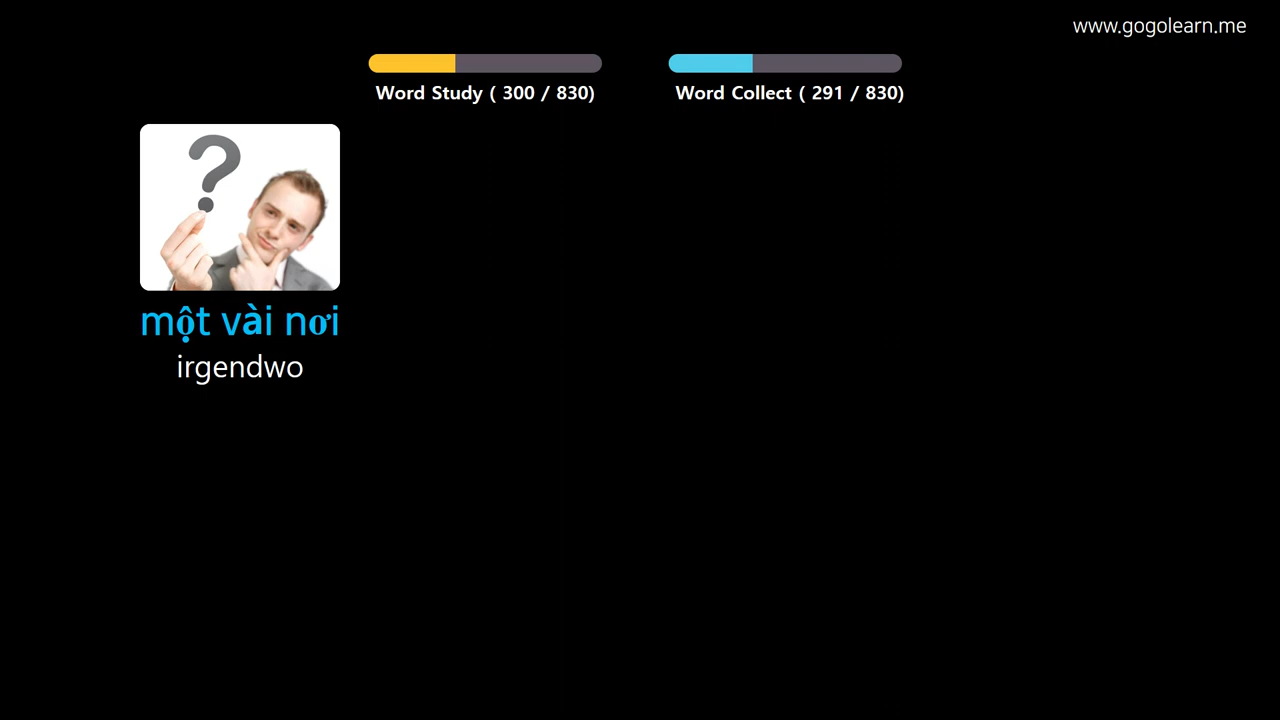 www.gogolearn.me
Word Study ( 300 / 830)
Word Collect ( 291 / 830)
?
một vài nơi
irgendwo